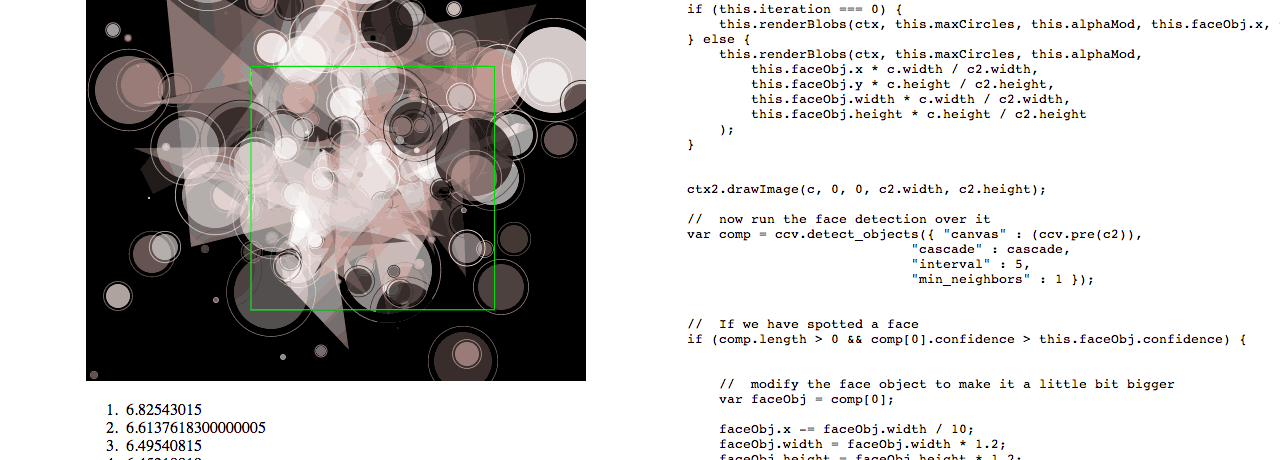 1. 6.82543015
2. 6.6137618300000005
3. 6.49540815
if (this.iteration === 0) {
    this.renderBlobs(ctx, this.maxCircles, this.alphaMod, this.faceObj.x,
} else {
    this.renderBlobs(ctx, this.maxCircles, this.alphaMod,
        this.faceObj.x * c.width / c2.width,
        this.faceObj.y * c.height / c2.height,
        this.faceObj.width * c.width / c2.width,
        this.faceObj.height * c.height / c2.height
    );
}
ctx2.drawImage(c, 0, 0, c2.width, c2.height);
//  now run the face detection over it
var comp = ccv.detect_objects({ "canvas" : (ccv.pre(c2)),
                            "cascade" : cascade,
                            "interval" : 5,
                            "min_neighbors" : 1 });
//  If we have spotted a face
if (comp.length > 0 && comp[0].confidence > this.faceObj.confidence) {
    //  modify the face object to make it a little bit bigger
    var faceObj = comp[0];
    faceObj.x -= faceObj.width / 10;
    faceObj.width = faceObj.width * 1.2;
    faceObj.height = faceObj.height * 1.2;